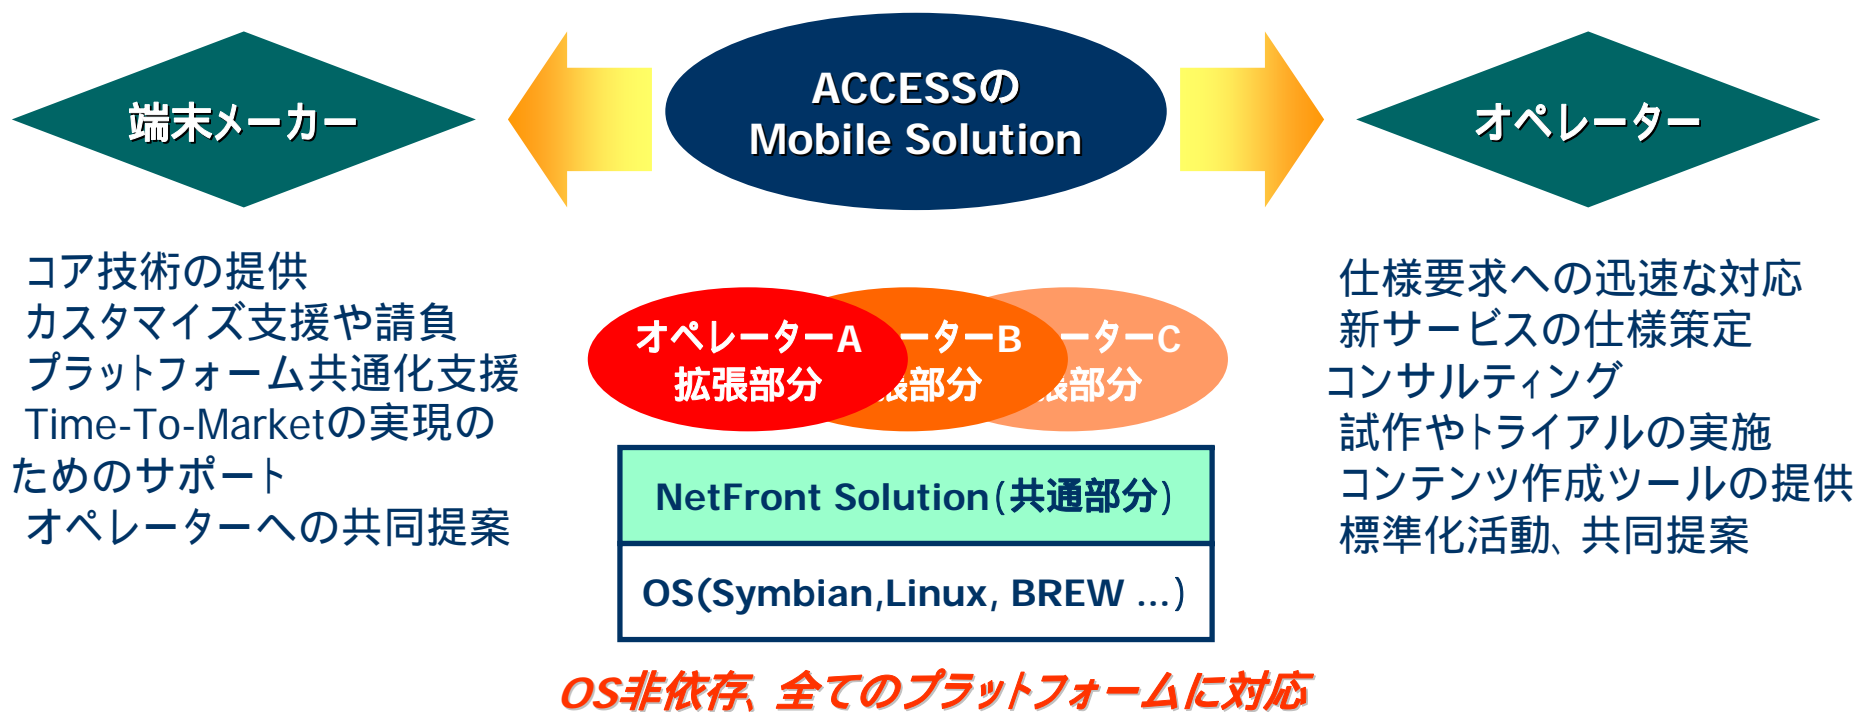 端末メーカー
ACCESSの
Mobile Solution
オペレーター
コア技術の提供
カスタマイズ支援や請負
プラットフォーム共通化支援
Time-To-Marketの実現の
ためのサポート
オペレーターへの共同提案
オペレーターA
拡張部分
ーターB
張部分
ーターC
張部分
NetFront Solution(共通部分)
OS(Symbian,Linux, BREW ...)
OS非依存、全てのプラットフォームに対応
仕様要求への迅速な対応
新サービスの仕様策定
コンサルティング
試作やトライアルの実施
コンテンツ作成ツールの提供
標準化活動、共同提案